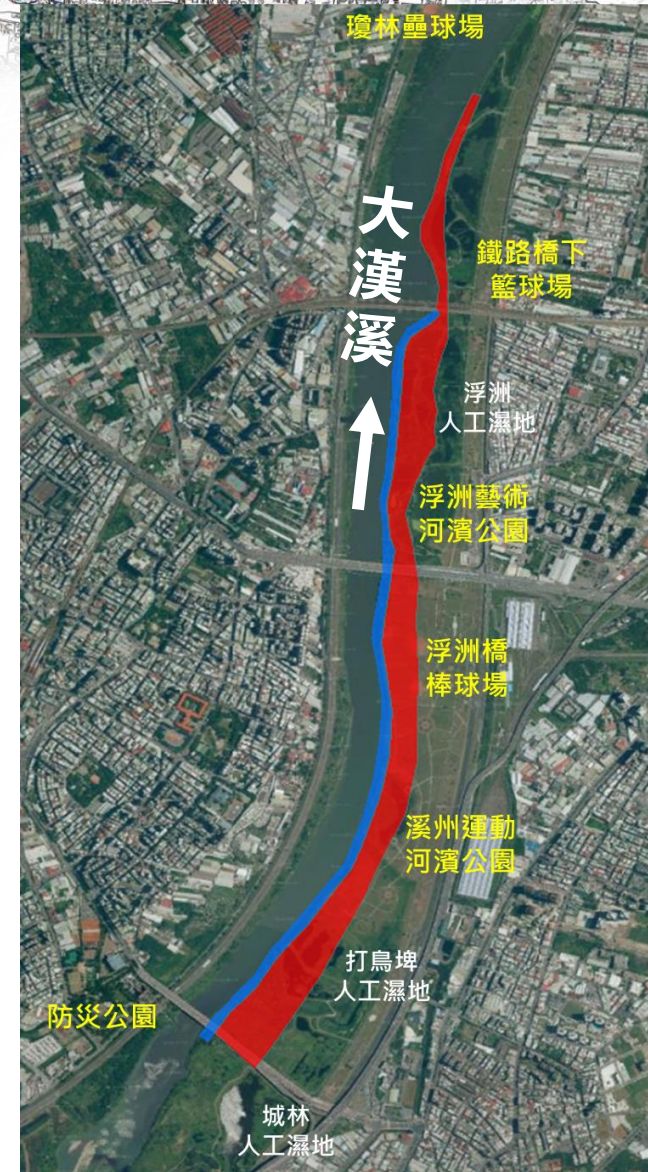 瓊林壘球場
大漢溪
鐵路橋下
籃球場
浮洲
人工濕地
浮洲藝術
河濱公園
浮洲橋
棒球場
溪州運動
河濱公園
打鳥埤
人工濕地
防災公園
城林
人工濕地